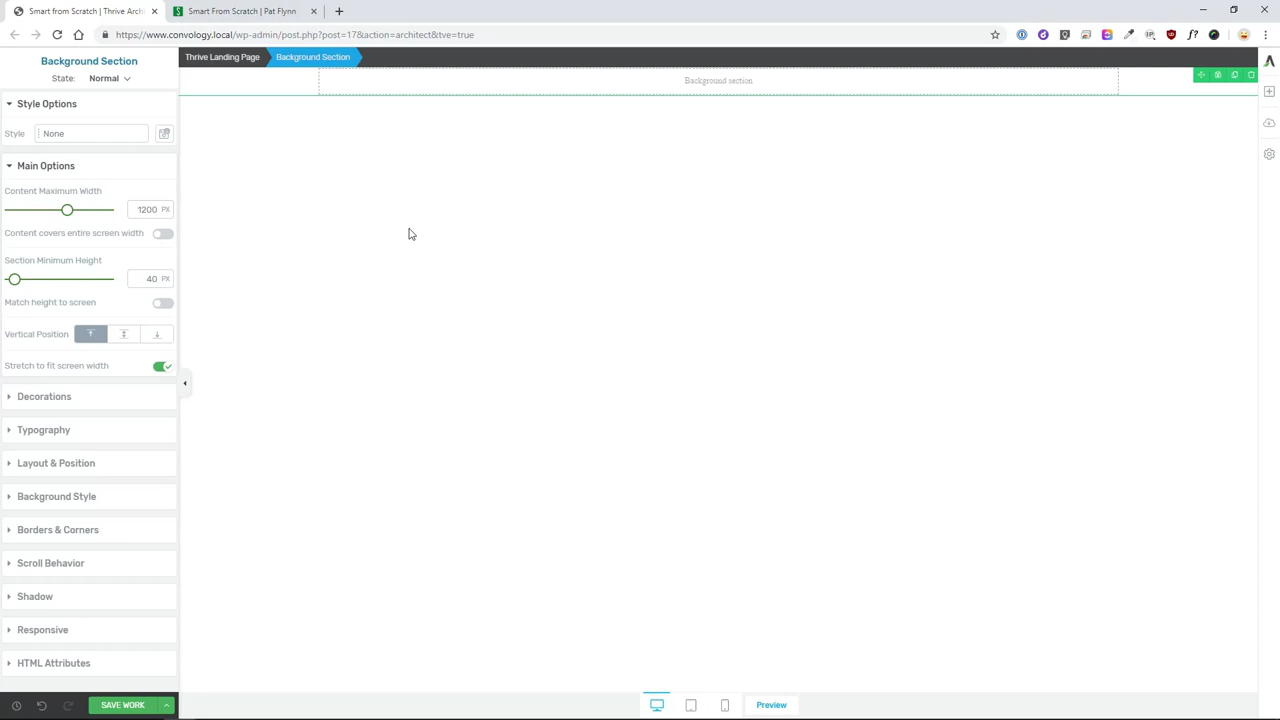 Smart from Scratch | Thrive Archi
Smart From Scratch | Pat Flynn
https://www.convology.local/wp-admin/post.php?post=17&action=architect&tve=true
Background Section
State: Normal
Style Options
Style None
Main Options
Content Maximum Width
1200 PX
Content covers entire screen width
Section Minimum Height
40 PX
Match height to screen
Vertical Position
Stretch to fit screen width
Decorations
Typography
Layout & Position
Background Style
Borders & Corners
Scroll Behavior
Shadow
Responsive
HTML Attributes
SAVE WORK
Thrive Landing Page Background Section
Background section
Preview